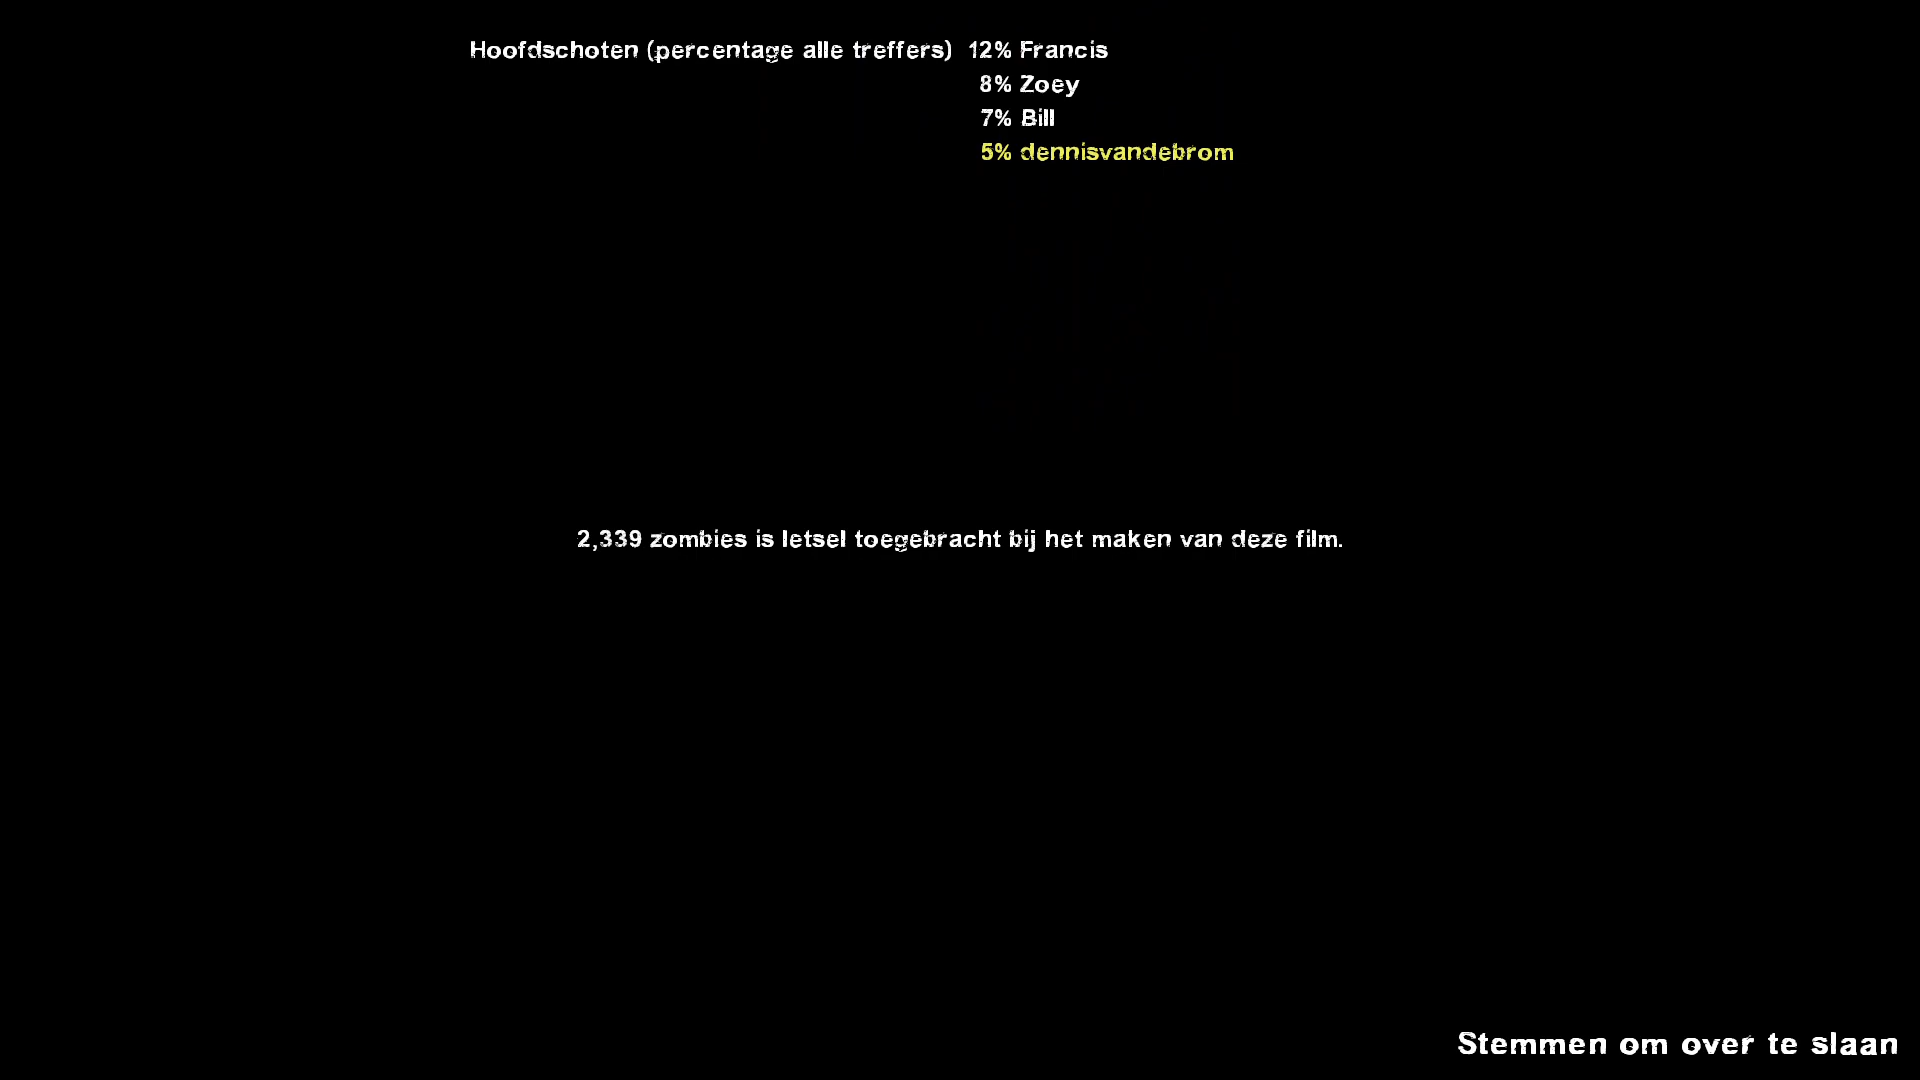 Hoofdschoten (percentage alle treffers) 12% Francis
8% Zoey
7% Bill
5% dennisvandebrom
2,339 zombies is letsel toegebracht bij het maken van deze film.
Stemmen om over te slaan